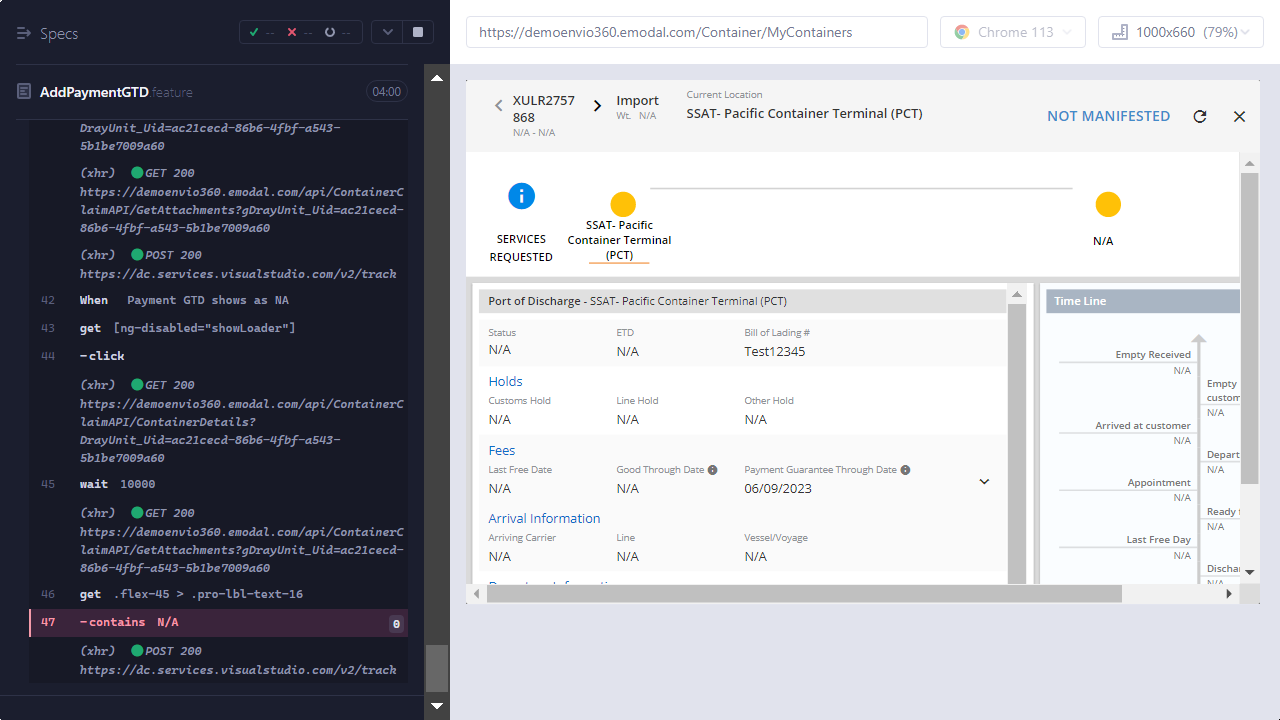 Specs
-- -- --
AddPaymentGTD.feature 04:00
DrayUnit_Uid=ac21cecd-86b6-4fbf-a543-
5b1be7009a60
(xhr) GET 200
https://demoenvio360.emodal.com/api/ContainerC
laimAPI/GetAttachments?gDrayUnit_Uid=ac21cecd-
86b6-4fbf-a543-5b1be7009a60
(xhr) POST 200
https://dc.services.visualstudio.com/v2/track
42 When Payment GTD shows as NA
43 get [ng-disabled="showLoader"]
44 -click
(xhr) GET 200
https://demoenvio360.emodal.com/api/ContainerC
laimAPI/ContainerDetails?
DrayUnit_Uid=ac21cecd-86b6-4fbf-a543-
5b1be7009a60
45 wait 10000
(xhr) GET 200
https://demoenvio360.emodal.com/api/ContainerC
laimAPI/GetAttachments?gDrayUnit_Uid=ac21cecd-
86b6-4fbf-a543-5b1be7009a60
46 get .flex-45 > .pro-lbl-text-16
47 -contains N/A 0
(xhr) POST 200
https://dc.services.visualstudio.com/v2/track
https://demoenvio360.emodal.com/Container/MyContainers
Chrome 113
1000x660 (79%)
XULR2757
868
N/A - N/A
Import
Wt. N/A
Current Location
SSAT- Pacific Container Terminal (PCT)
NOT MANIFESTED
SERVICES
REQUESTED
SSAT- Pacific
Container Terminal
(PCT)
N/A
Port of Discharge - SSAT- Pacific Container Terminal (PCT)
Status ETD Bill of Lading #
N/A N/A Test12345
Holds
Customs Hold Line Hold Other Hold
N/A N/A N/A
Fees
Last Free Date Good Through Date Payment Guarantee Through Date
N/A N/A 06/09/2023
Arrival Information
Arriving Carrier Line Vessel/Voyage
N/A N/A N/A
Time Line
Empty Received
N/A
Empty
custom
N/A
Arrived at customer
N/A
Depart
N/A
Appointment
N/A
Ready
N/A
Last Free Day
N/A
Discha
N/A